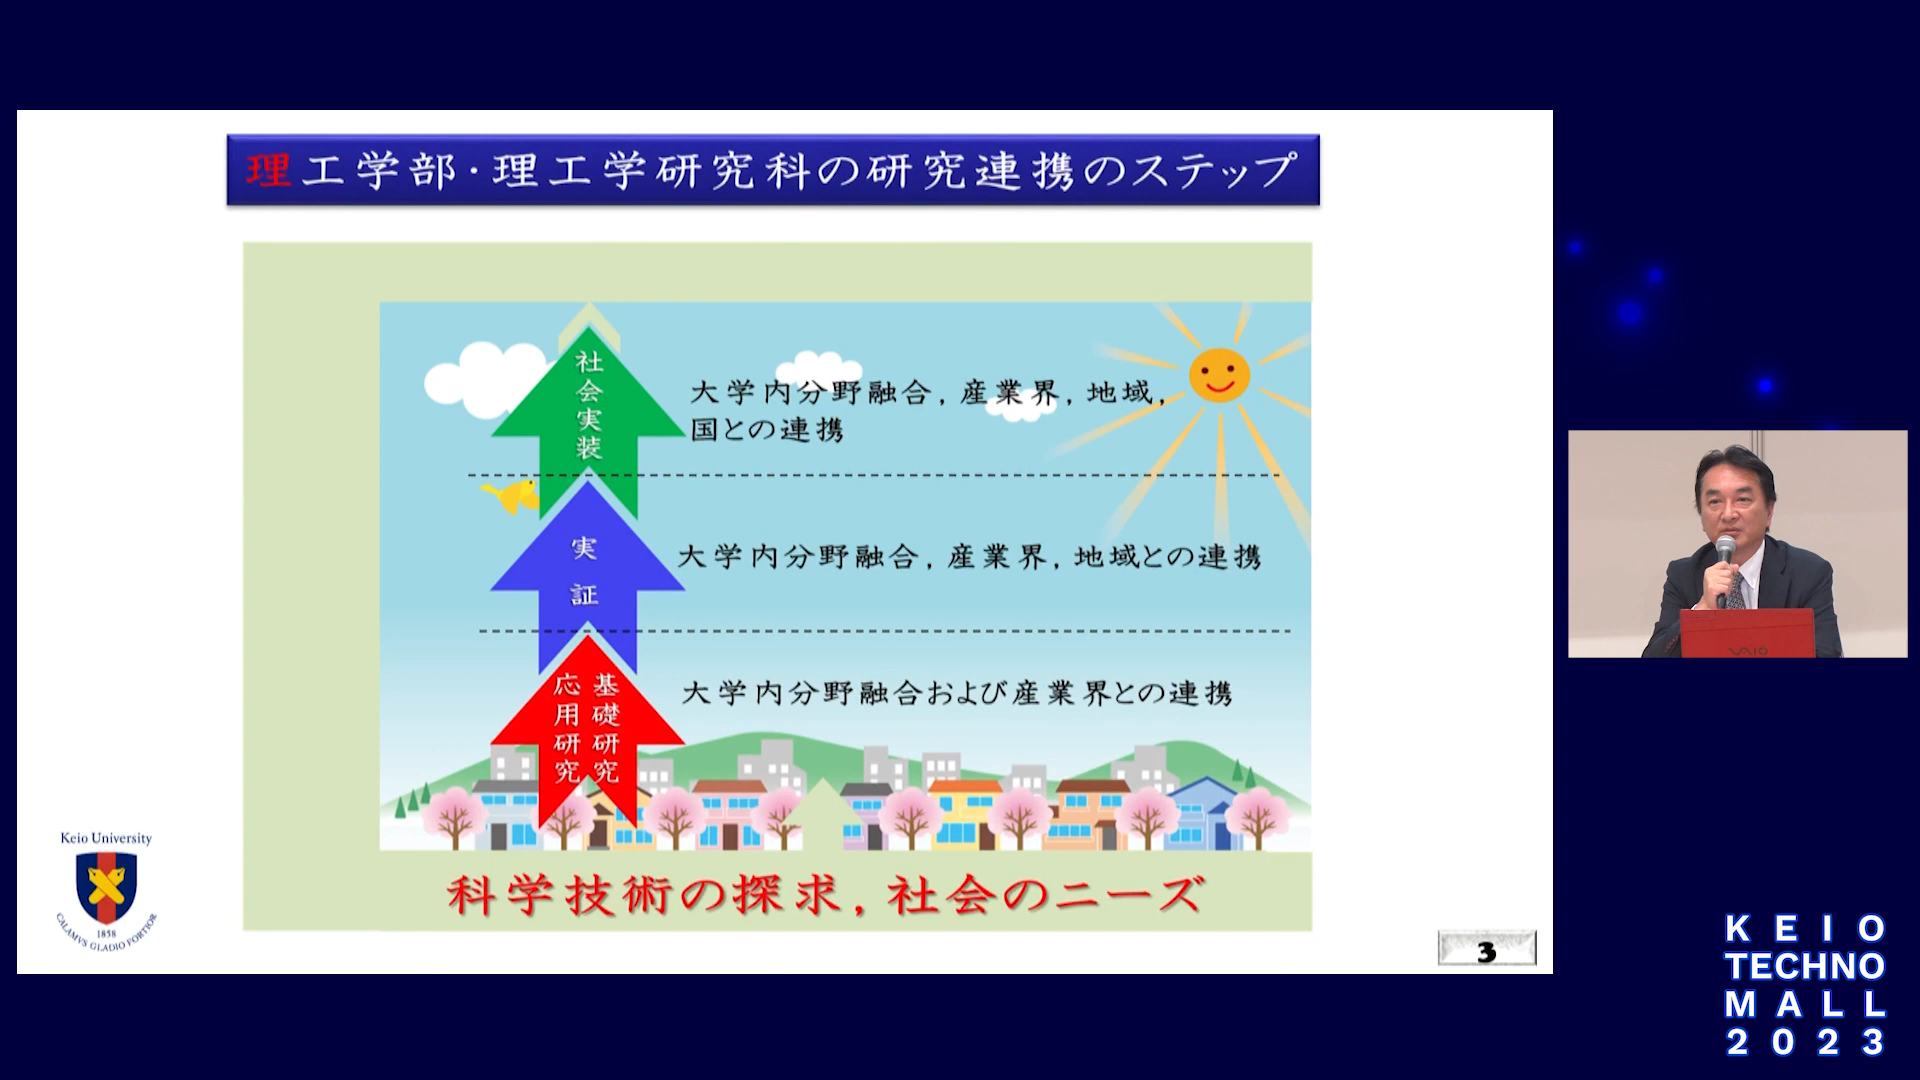 理工学部・理工学研究科の研究連携のステップ
社会実装
大学内分野融合,産業界,地域,
国との連携
実証
大学内分野融合,産業界,地域との連携
基礎研究
応用研究
大学内分野融合および産業界との連携
科学技術の探求,社会のニーズ
Keio University
1858
CALAMVS GLADIO FORTIOR
3
VAIO
KEIO
TECHNO
MALL
2023